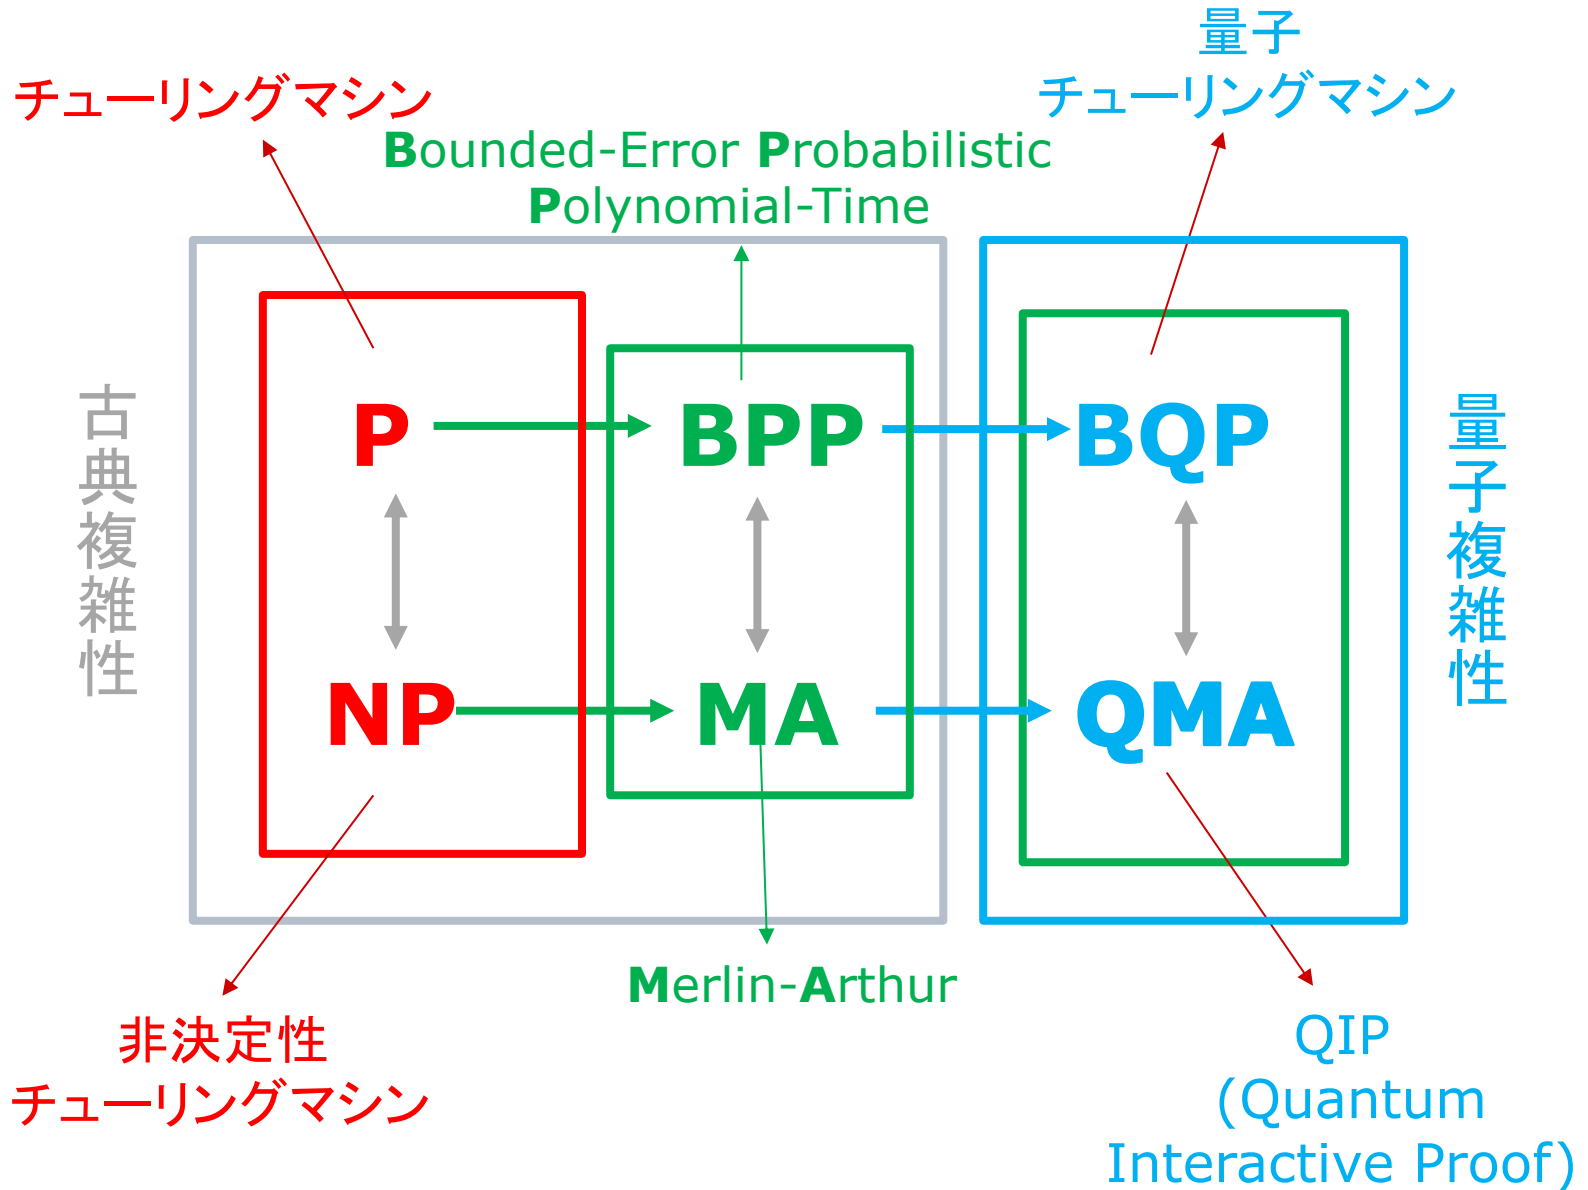 量子
チューリングマシン
チューリングマシン
Bounded-Error Probabilistic
Polynomial-Time
古典複雑性
P
BPP
BQP
量子複雑性
NP
MA
QMA
Merlin-Arthur
非決定性
チューリングマシン
QIP
(Quantum
Interactive Proof)